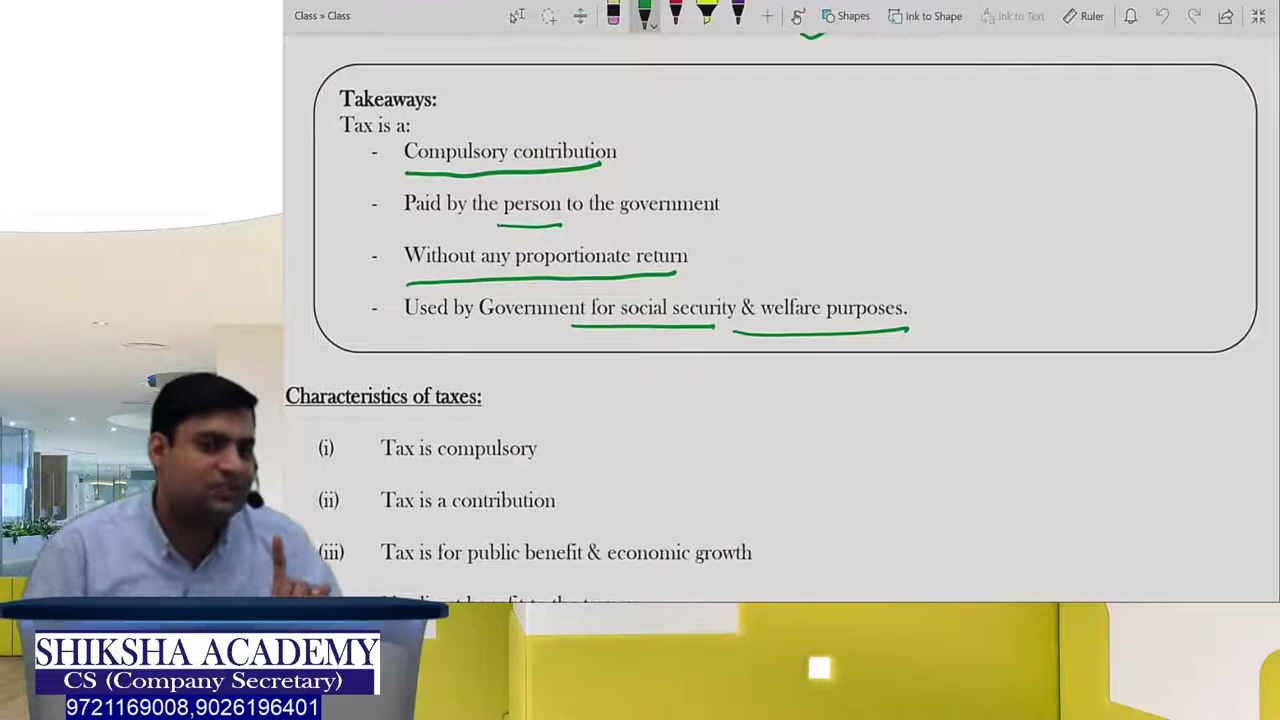 Class » Class
Shapes
Ink to Shape
Ink to Text
Ruler
Takeaways:
Tax is a:
- Compulsory contribution
- Paid by the person to the government
- Without any proportionate return
- Used by Government for social security & welfare purposes.
Characteristics of taxes:
(i) Tax is compulsory
(ii) Tax is a contribution
(iii) Tax is for public benefit & economic growth
SHIKSHA ACADEMY
CS (Company Secretary)
9721169008,9026196401